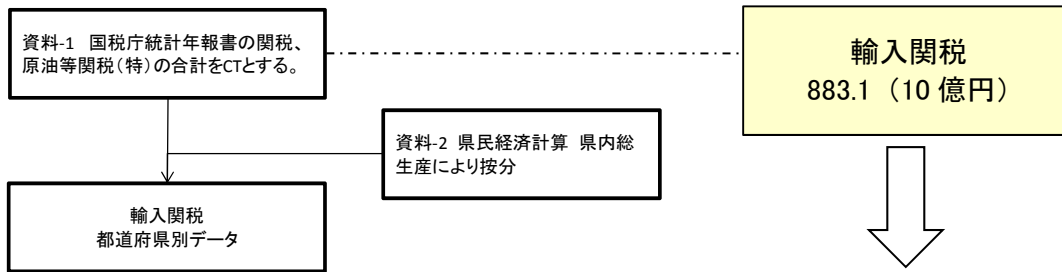 資料-1　国税庁統計年報書の関税、
原油等関税（特）の合計をCTとする。
輸入関税
883.1（10 億円）
資料-2 県民経済計算 県内総
生産により按分
輸入関税
都道府県別データ